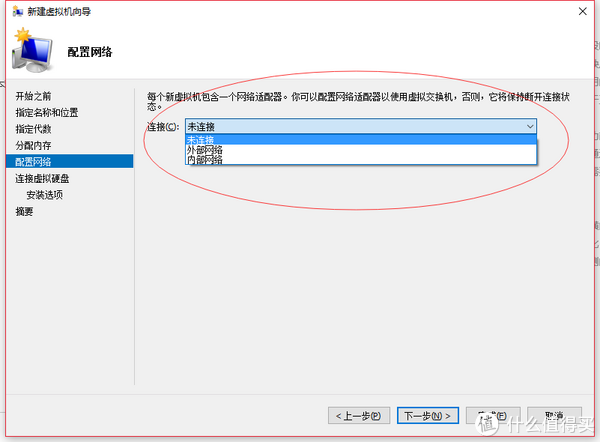 新建虚拟机向导
配置网络
开始之前
指定名称和位置
指定代数
分配内存
配置网络
连接虚拟硬盘
安装选项
摘要
每个新虚拟机包含一个网络适配器。你可以配置网络适配器以使用虚拟交换机，否则，它将保持断开连接状
态。
连接(C): 未连接
未连接
外部网络
内部网络
<上一步(P) 下一步(N)> 取消
值 什么值得买